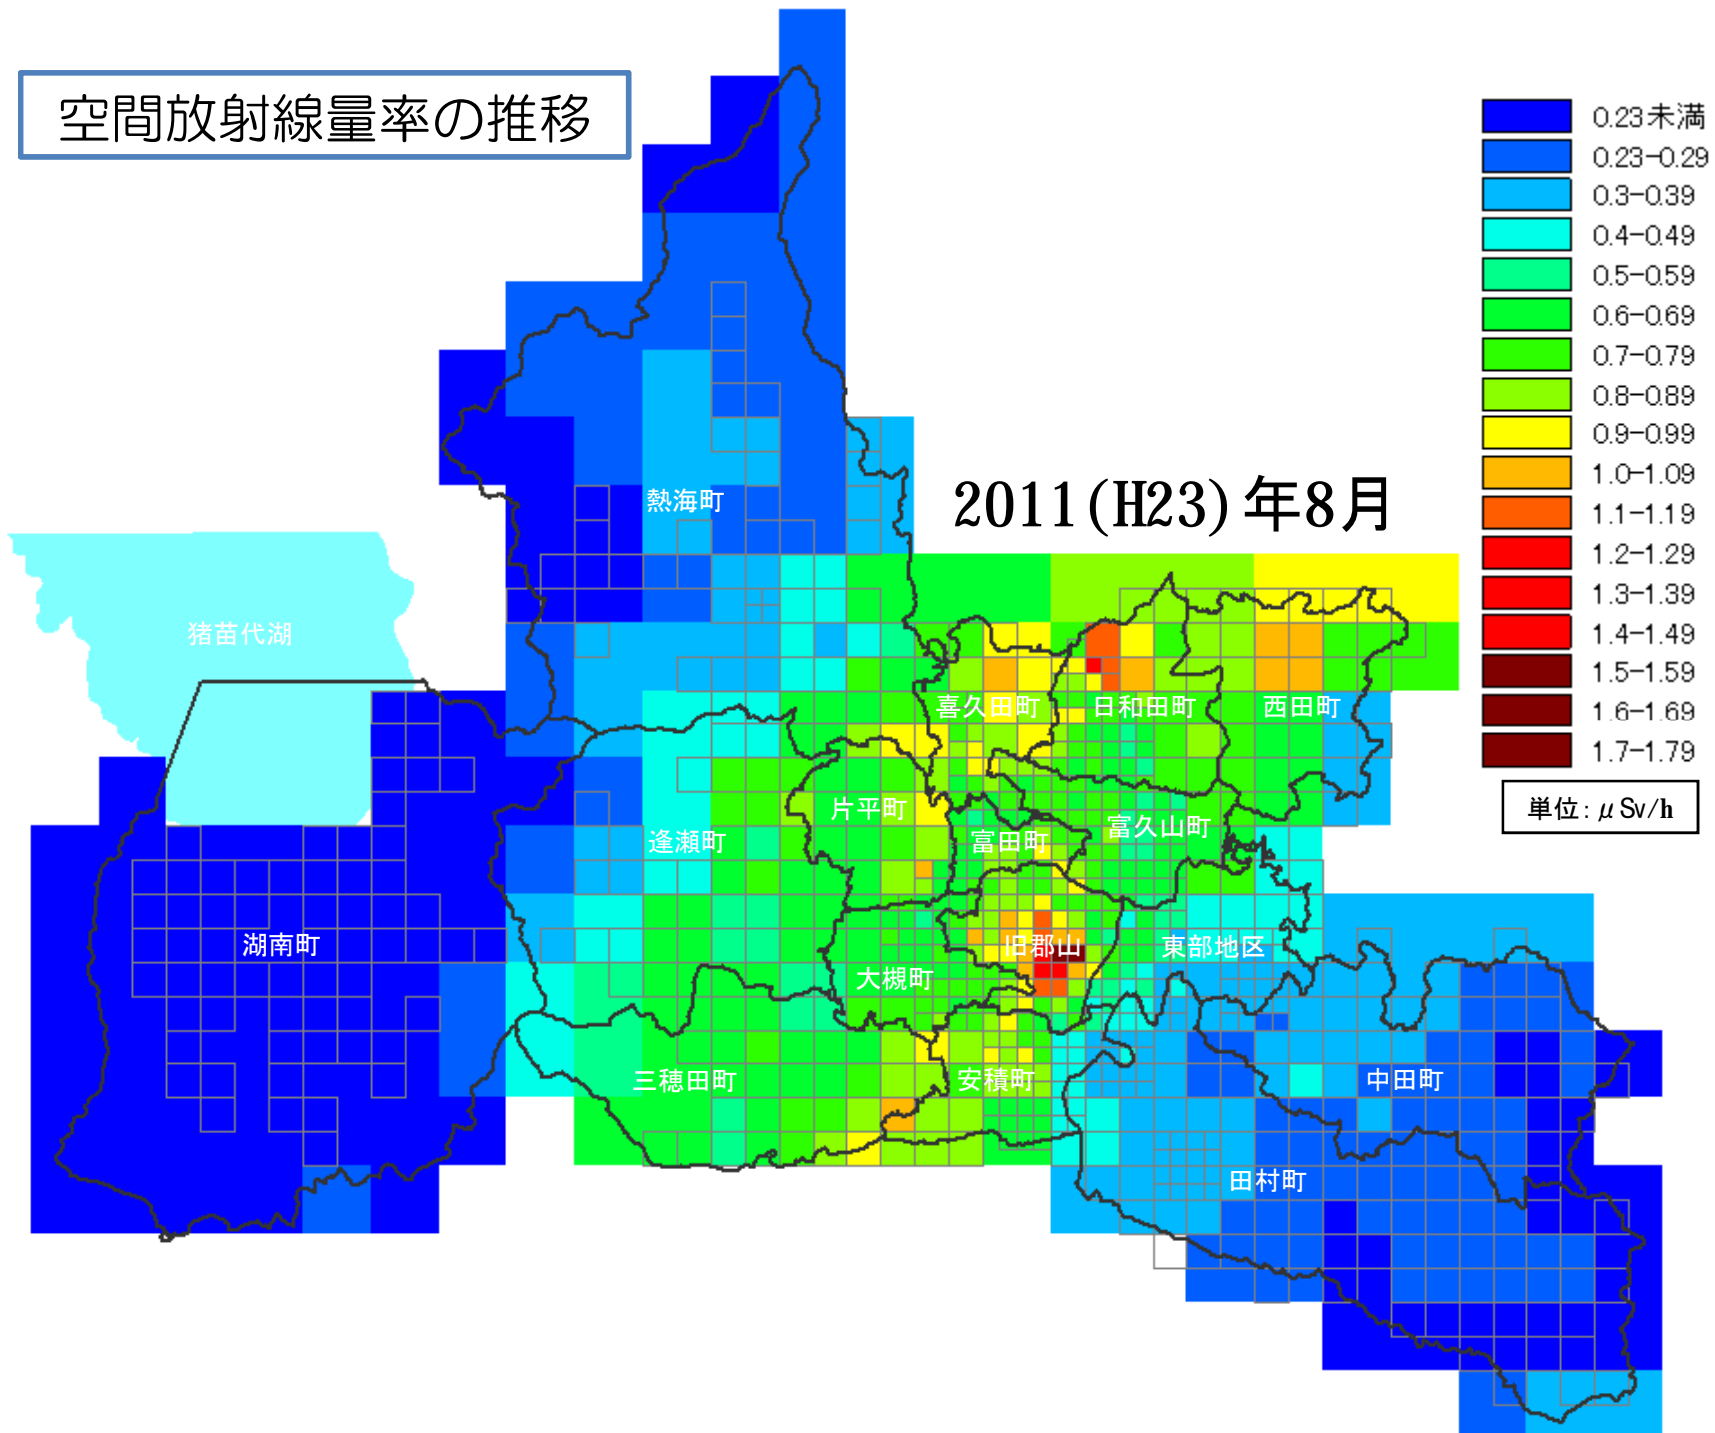 空間放射線量率の推移
2011(H23)年8月
0.23未満
0.23-0.29
0.3-0.39
0.4-0.49
0.5-0.59
0.6-0.69
0.7-0.79
0.8-0.89
0.9-0.99
1.0-1.09
1.1-1.19
1.2-1.29
1.3-1.39
1.4-1.49
1.5-1.59
1.6-1.69
1.7-1.79
単位:μSv/h
熱海町
猪苗代湖
喜久田町
日和田町
西田町
片平町
逢瀬町
富田町
富久山町
湖南町
大槻町
旧郡山
東部地区
三穂田町
安積町
中田町
田村町